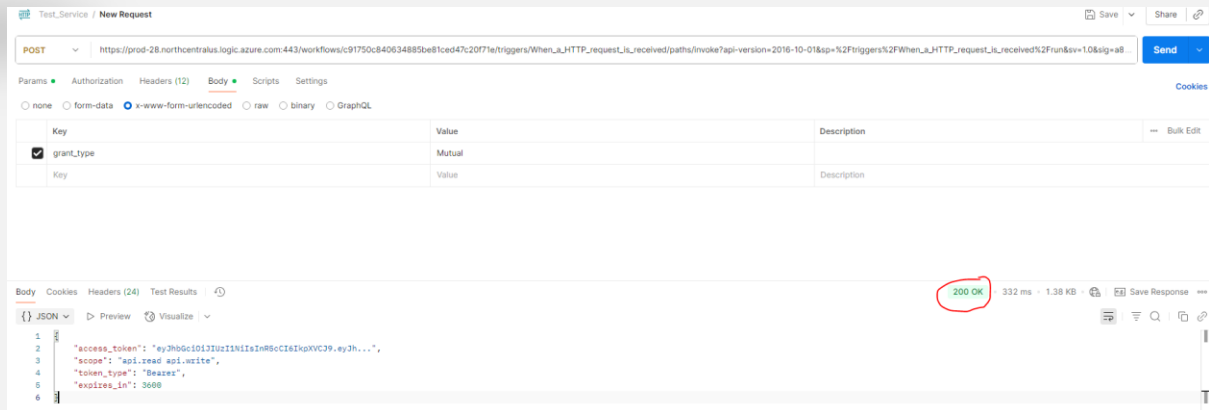 Test_Service / New Request Save Share
POST https://prod-28.northcentralus.logic.azure.com:443/workflows/c91750c840634885be81ced47c20f71e/triggers/When_a_HTTP_request_is_received/paths/invoke?api-version=2016-10-01&sp=%2Ftriggers%2FWhen_a_HTTP_request_is_received%2Frun&sv=1.0&sig=a8... Send
Params Authorization Headers (12) Body Scripts Settings Cookies
none form-data x-www-form-urlencoded raw binary GraphQL
Key Value Description Bulk Edit
grant_type Mutual
Key Value Description
Body Cookies Headers (24) Test Results 200 OK 332 ms 1.38 KB Save Response
{} JSON Preview Visualize
1 {
2 "access_token": "eyJhbGciOiJIUzI1NiIsInR5cCI6IkpXVCJ9.eyJh...",
3 "scope": "api.read api.write",
4 "token_type": "Bearer",
5 "expires_in": 3600
6 }